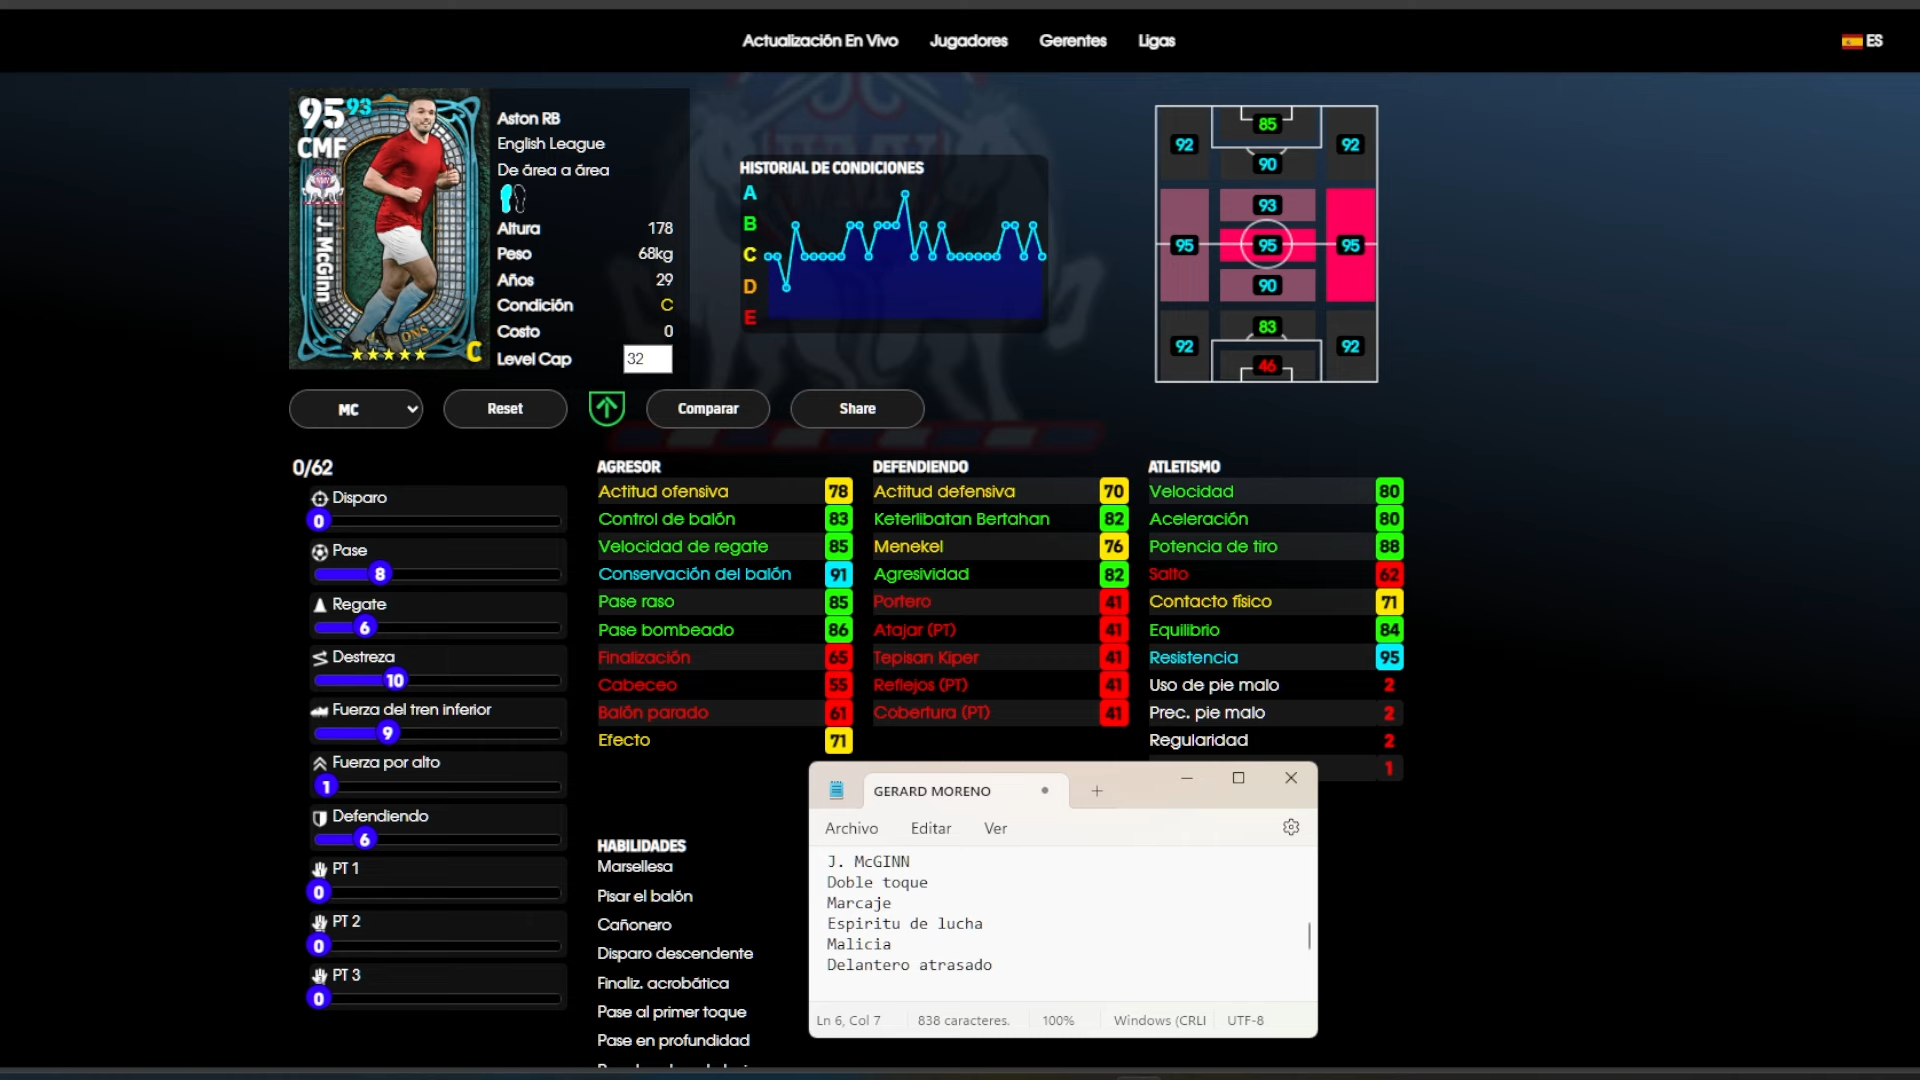 Actualización En Vivo Jugadores Gerentes Ligas ES
95 93
CMF
J. McGinn
C
Aston RB
English League
De área a área
Altura 178
Peso 68kg
Años 29
Condición C
Costo 0
Level Cap 32
HISTORIAL DE CONDICIONES
A
B
C
D
E
85
92 92
90
93
95 95 95
90
83
92 92
46
MC Reset Comparar Share
0/62
Disparo
0
Pase
8
Regate
6
Destreza
10
Fuerza del tren inferior
9
Fuerza por alto
1
Defendiendo
6
PT 1
0
PT 2
0
PT 3
0
AGRESOR
Actitud ofensiva 78
Control de balón 83
Velocidad de regate 85
Conservación del balón 91
Pase raso 85
Pase bombeado 86
Finalización 65
Cabeceo 55
Balón parado 61
Efecto 71
DEFENDIENDO
Actitud defensiva 70
Keterlibatan Bertahan 82
Menekel 76
Agresividad 82
Portero 41
Atajar (PT) 41
Tepisan Kiper 41
Reflejos (PT) 41
Cobertura (PT) 41
ATLETISMO
Velocidad 80
Aceleración 80
Potencia de tiro 88
Salto 62
Contacto físico 71
Equilibrio 84
Resistencia 95
Uso de pie malo 2
Prec. pie malo 2
Regularidad 2
1
HABILIDADES
Marsellesa
Pisar el balón
Cañonero
Disparo descendente
Finaliz. acrobática
Pase al primer toque
Pase en profundidad
GERARD MORENO
Archivo Editar Ver
J. McGINN
Doble toque
Marcaje
Espiritu de lucha
Malicia
Delantero atrasado
Ln 6, Col 7 838 caracteres. 100% Windows (CRLI UTF-8